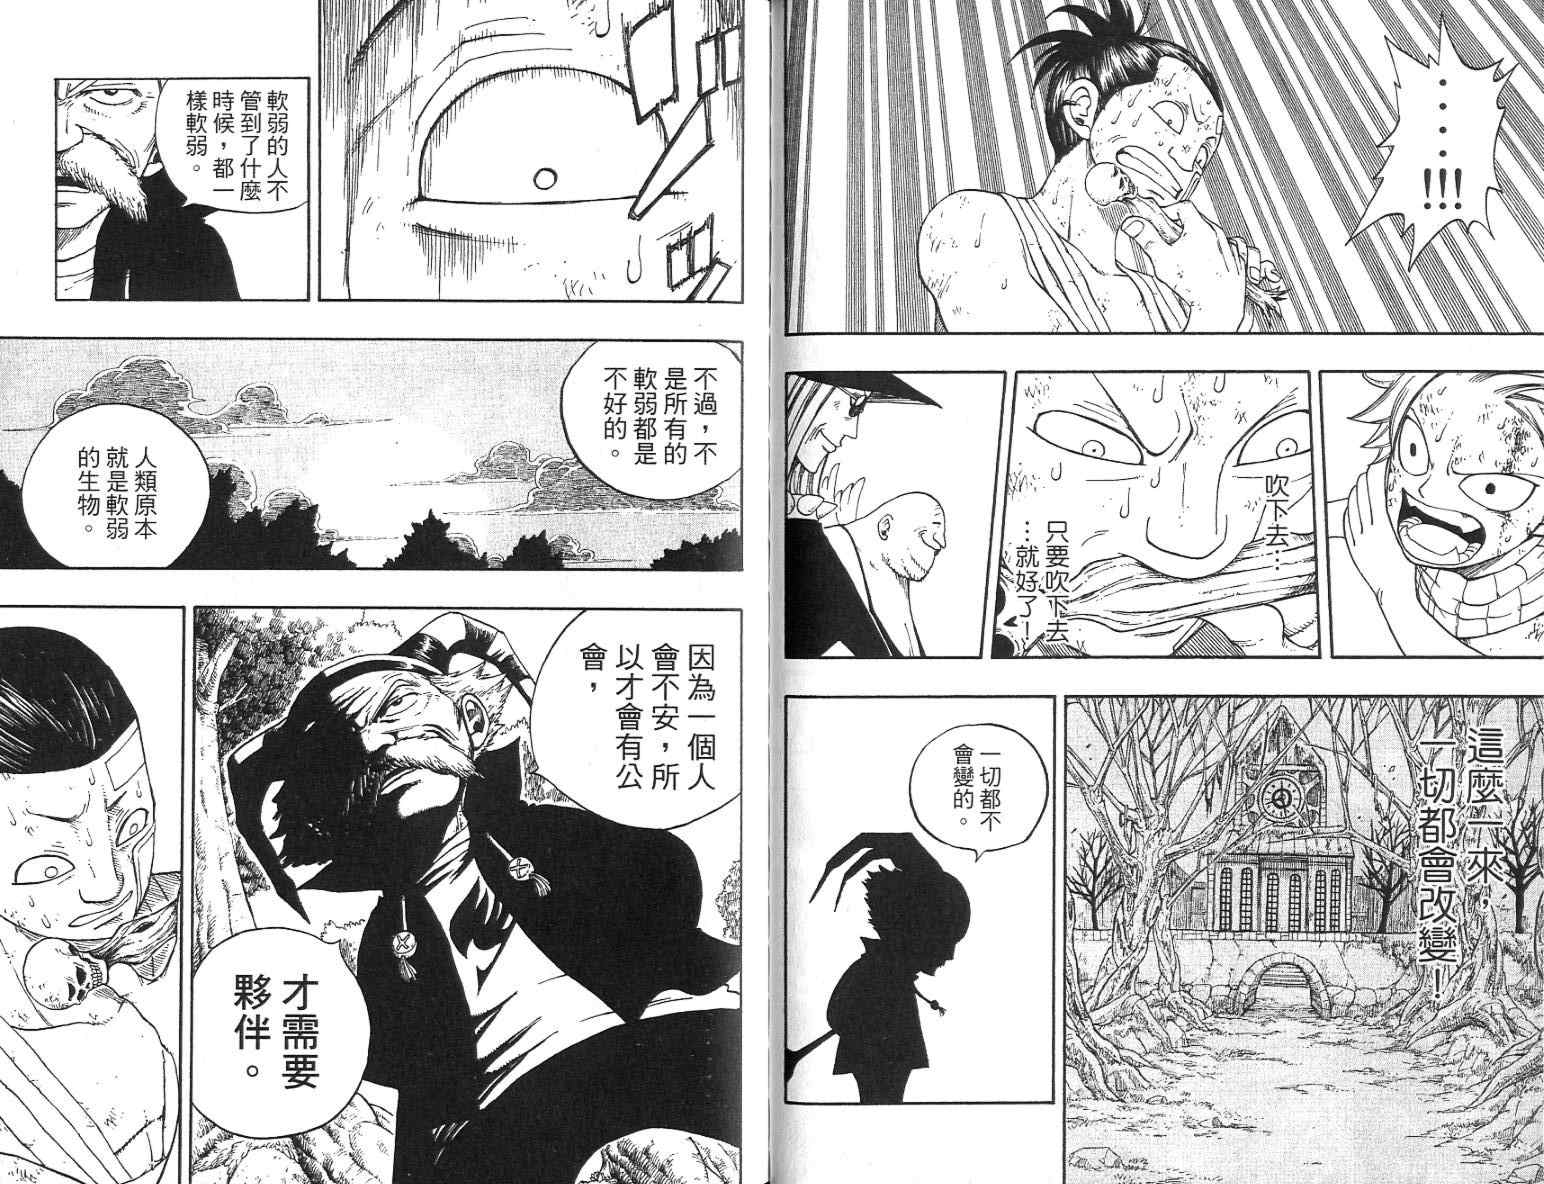 ……!!!
吹下去…
只要吹下去
…就好了！
這麼一來，
一切都會改變！
一切都不
會變的。
軟弱的人不
管到了什麼
時候，都一
樣軟弱。
不過，不
是所有的
軟弱都是
不好的。
人類原本
就是軟弱
的生物。
因為一個人
會不安，所
以才會有公
會，
才需要
夥伴。